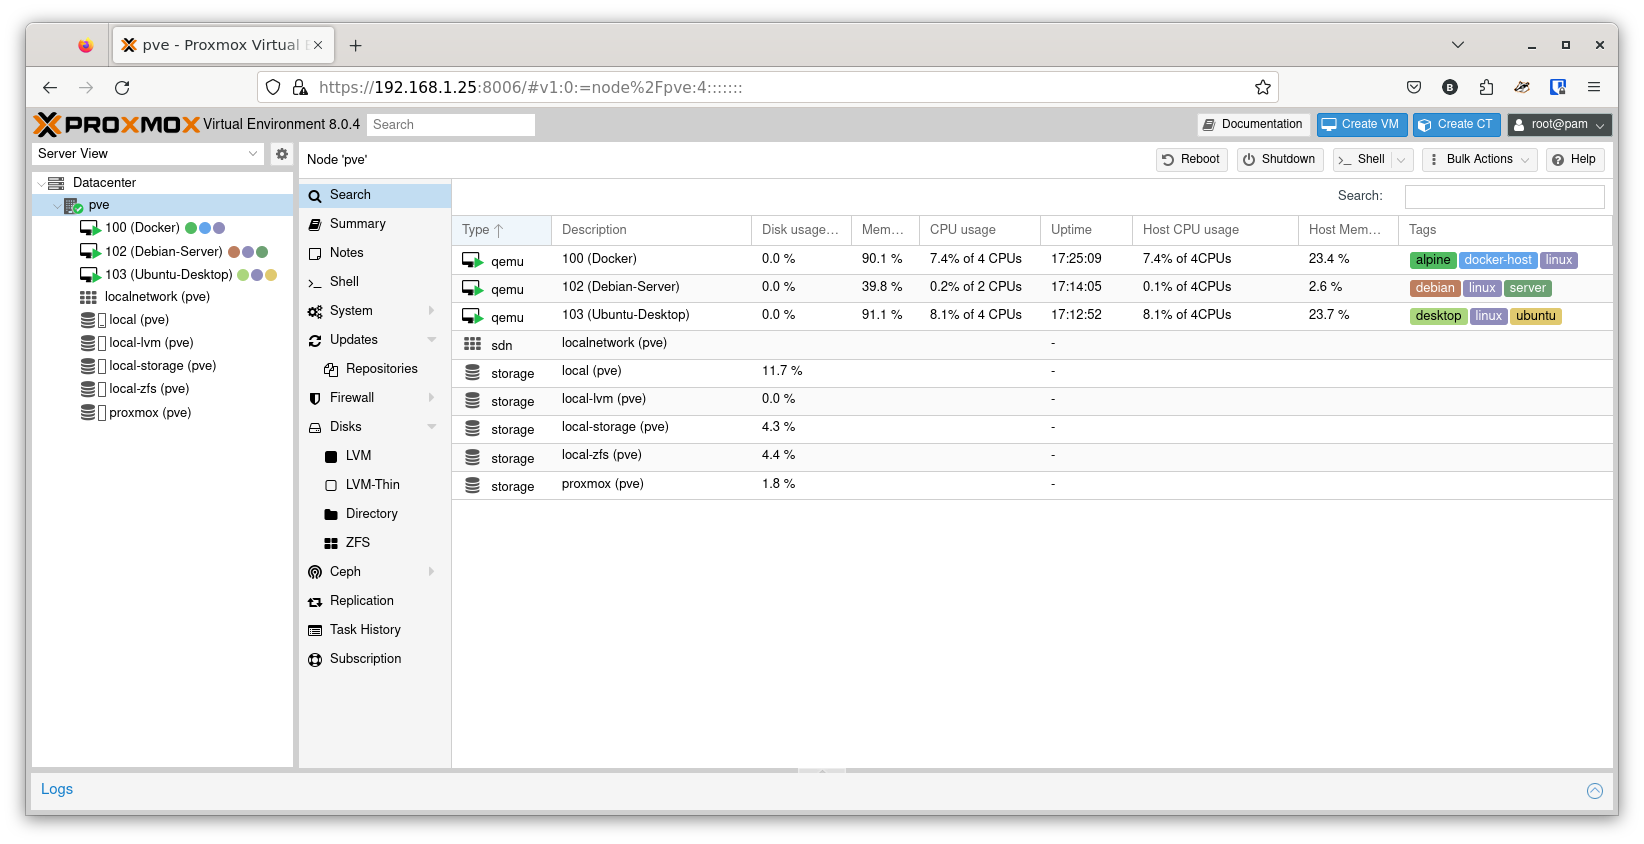 pve - Proxmox Virtual E
https://192.168.1.25:8006/#v1:0:=node%2Fpve:4:::::::
B
PROXMOX Virtual Environment 8.0.4 Search Documentation Create VM Create CT root@pam
Server View
Node 'pve' Reboot Shutdown >_ Shell Bulk Actions Help
Datacenter
pve
100 (Docker)
102 (Debian-Server)
103 (Ubuntu-Desktop)
localnetwork (pve)
local (pve)
local-lvm (pve)
local-storage (pve)
local-zfs (pve)
proxmox (pve)
Search
Summary
Notes
>_ Shell
System
Updates
Repositories
Firewall
Disks
LVM
LVM-Thin
Directory
ZFS
Ceph
Replication
Task History
Subscription
Search:
Type Description Disk usage... Mem... CPU usage Uptime Host CPU usage Host Mem... Tags
qemu 100 (Docker) 0.0 % 90.1 % 7.4% of 4 CPUs 17:25:09 7.4% of 4CPUs 23.4 % alpine docker-host linux
qemu 102 (Debian-Server) 0.0 % 39.8 % 0.2% of 2 CPUs 17:14:05 0.1% of 4CPUs 2.6 % debian linux server
qemu 103 (Ubuntu-Desktop) 0.0 % 91.1 % 8.1% of 4 CPUs 17:12:52 8.1% of 4CPUs 23.7 % desktop linux ubuntu
sdn localnetwork (pve) -
storage local (pve) 11.7 % -
storage local-lvm (pve) 0.0 % -
storage local-storage (pve) 4.3 % -
storage local-zfs (pve) 4.4 % -
storage proxmox (pve) 1.8 % -
Logs